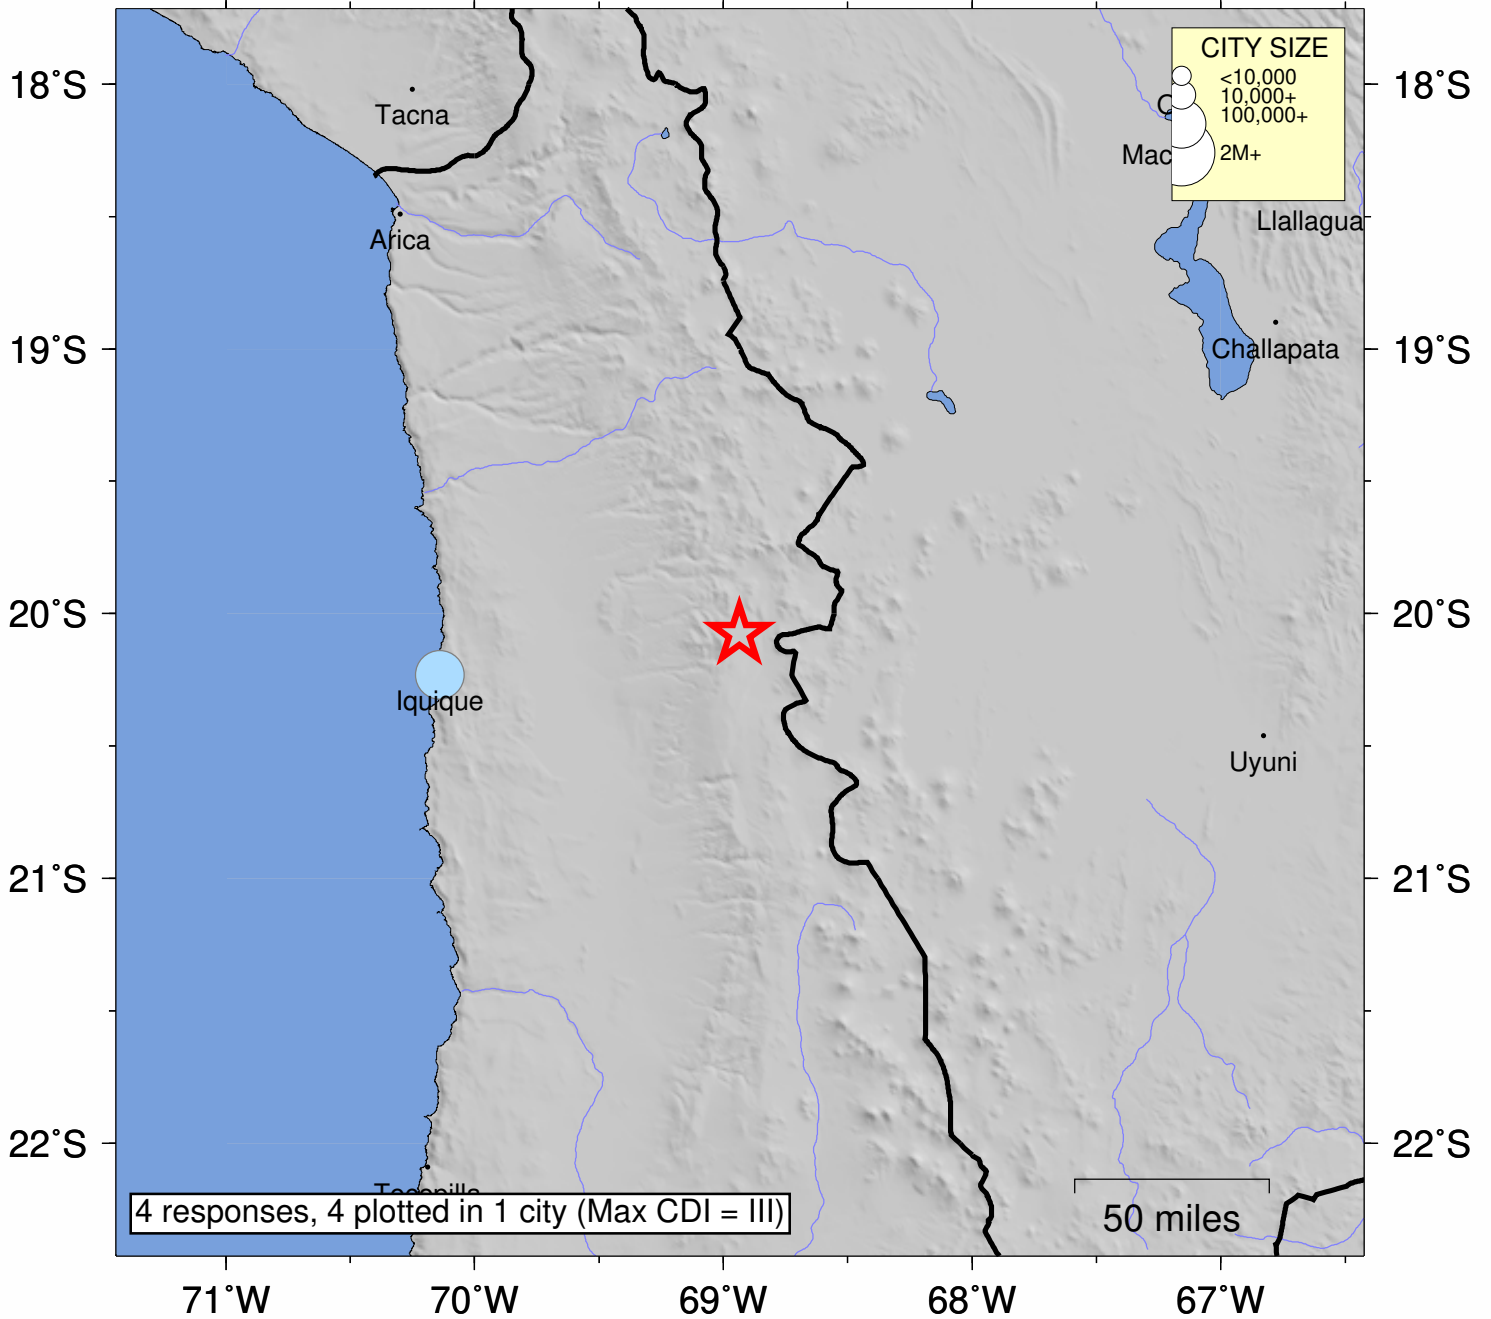 CITY SIZE
<10,000
10,000+
100,000+
2M+
18°S
18°S
Tacna
Mac
Llallagua
Arica
19°S
19°S
Challapata
20°S
20°S
Iquique
Uyuni
21°S
21°S
22°S
22°S
4 responses, 4 plotted in 1 city (Max CDI = III)
50 miles
71°W
70°W
69°W
68°W
67°W